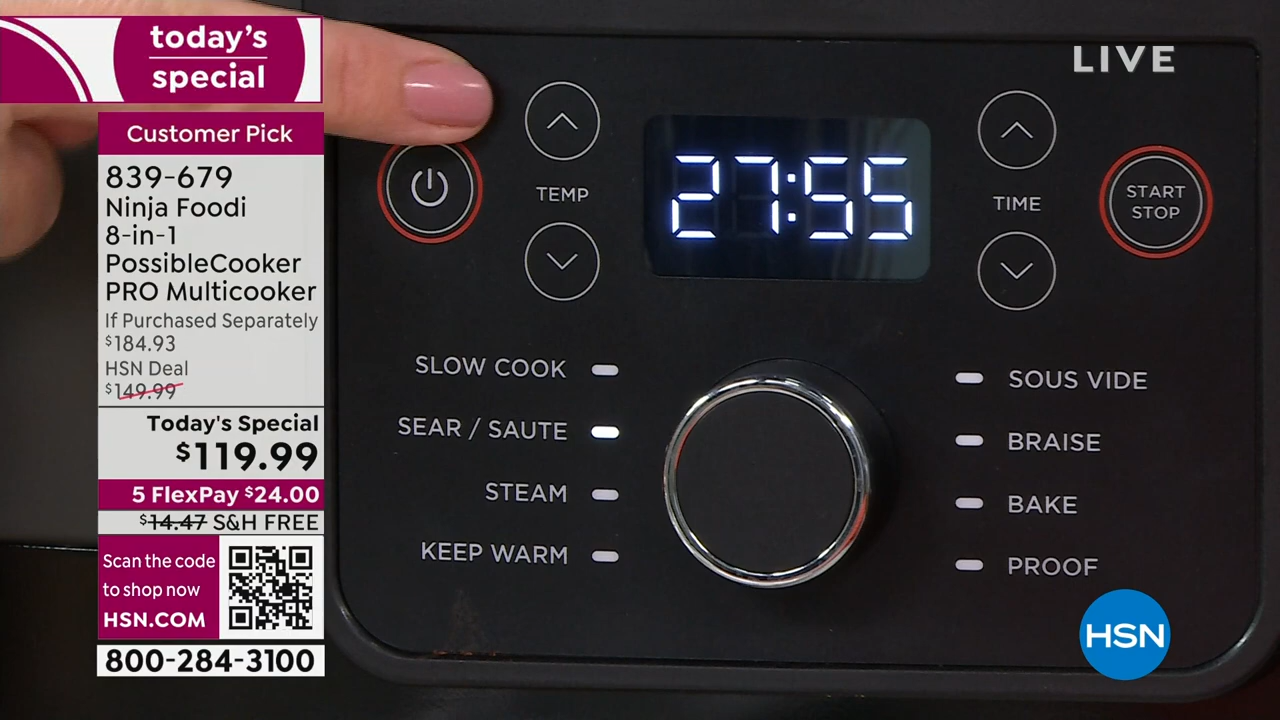 today's
special
Customer Pick
839-679
Ninja Foodi
8-in-1
PossibleCooker
PRO Multicooker
If Purchased Separately
$184.93
HSN Deal
$149.99
Today's Special
$119.99
5 FlexPay $24.00
$14.47 S&H FREE
Scan the code
to shop now
HSN.COM
800-284-3100
LIVE
TEMP
27:55
TIME
START
STOP
SLOW COOK
SEAR / SAUTE
STEAM
KEEP WARM
SOUS VIDE
BRAISE
BAKE
PROOF
HSN